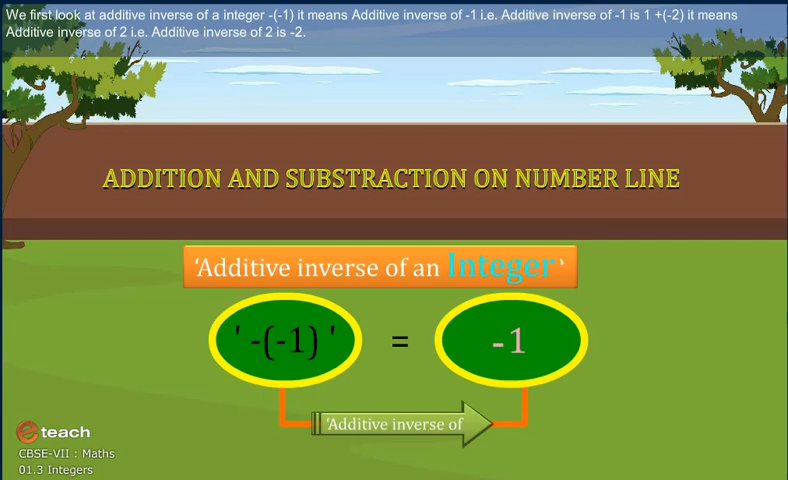 We first look at additive inverse of a integer -(-1) it means Additive inverse of -1 i.e. Additive inverse of -1 is 1 +(-2) it means
Additive inverse of 2 i.e. Additive inverse of 2 is -2.
ADDITION AND SUBSTRACTION ON NUMBER LINE
‘Additive inverse of an Integer‘
' -(-1) ' = -1
‘Additive inverse of
eteach
CBSE-VII : Maths
01.3 Integers